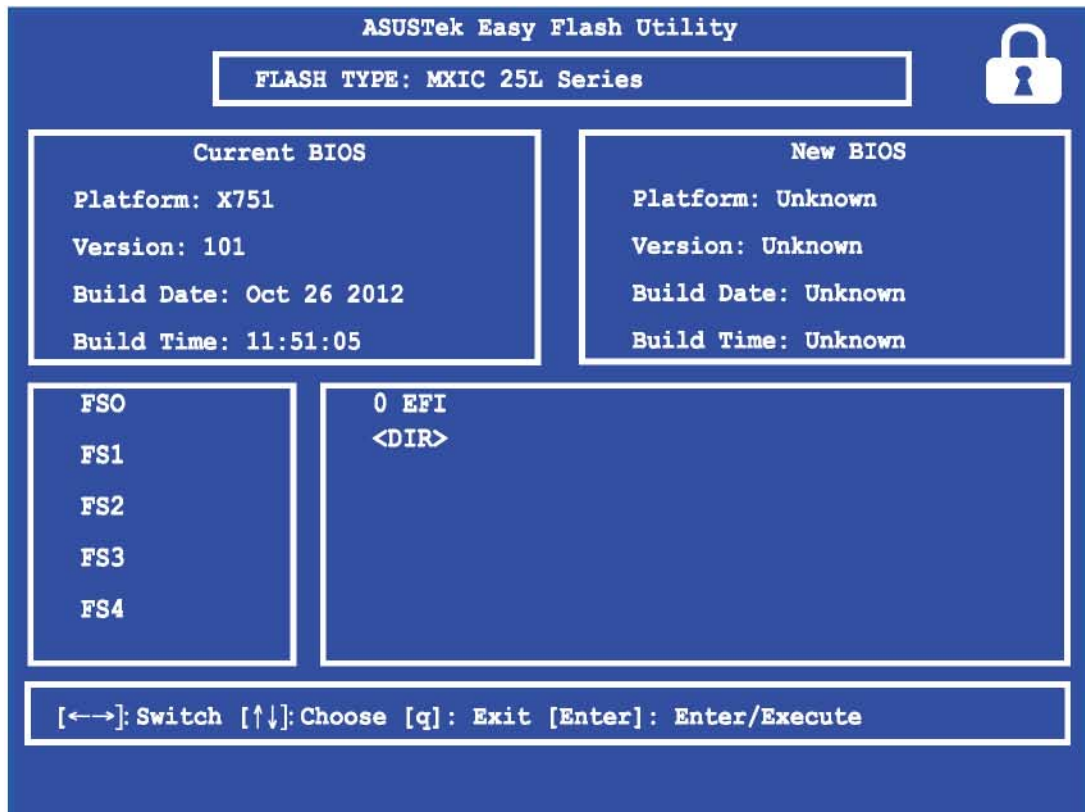 ASUSTek Easy Flash Utility
FLASH TYPE: MXIC 25L Series
Current BIOS
Platform: X751
Version: 101
Build Date: Oct 26 2012
Build Time: 11:51:05
New BIOS
Platform: Unknown
Version: Unknown
Build Date: Unknown
Build Time: Unknown
FSO
FS1
FS2
FS3
FS4
0 EFI
<DIR>
[←→]: Switch [↑↓]: Choose [q]: Exit [Enter]: Enter/Execute